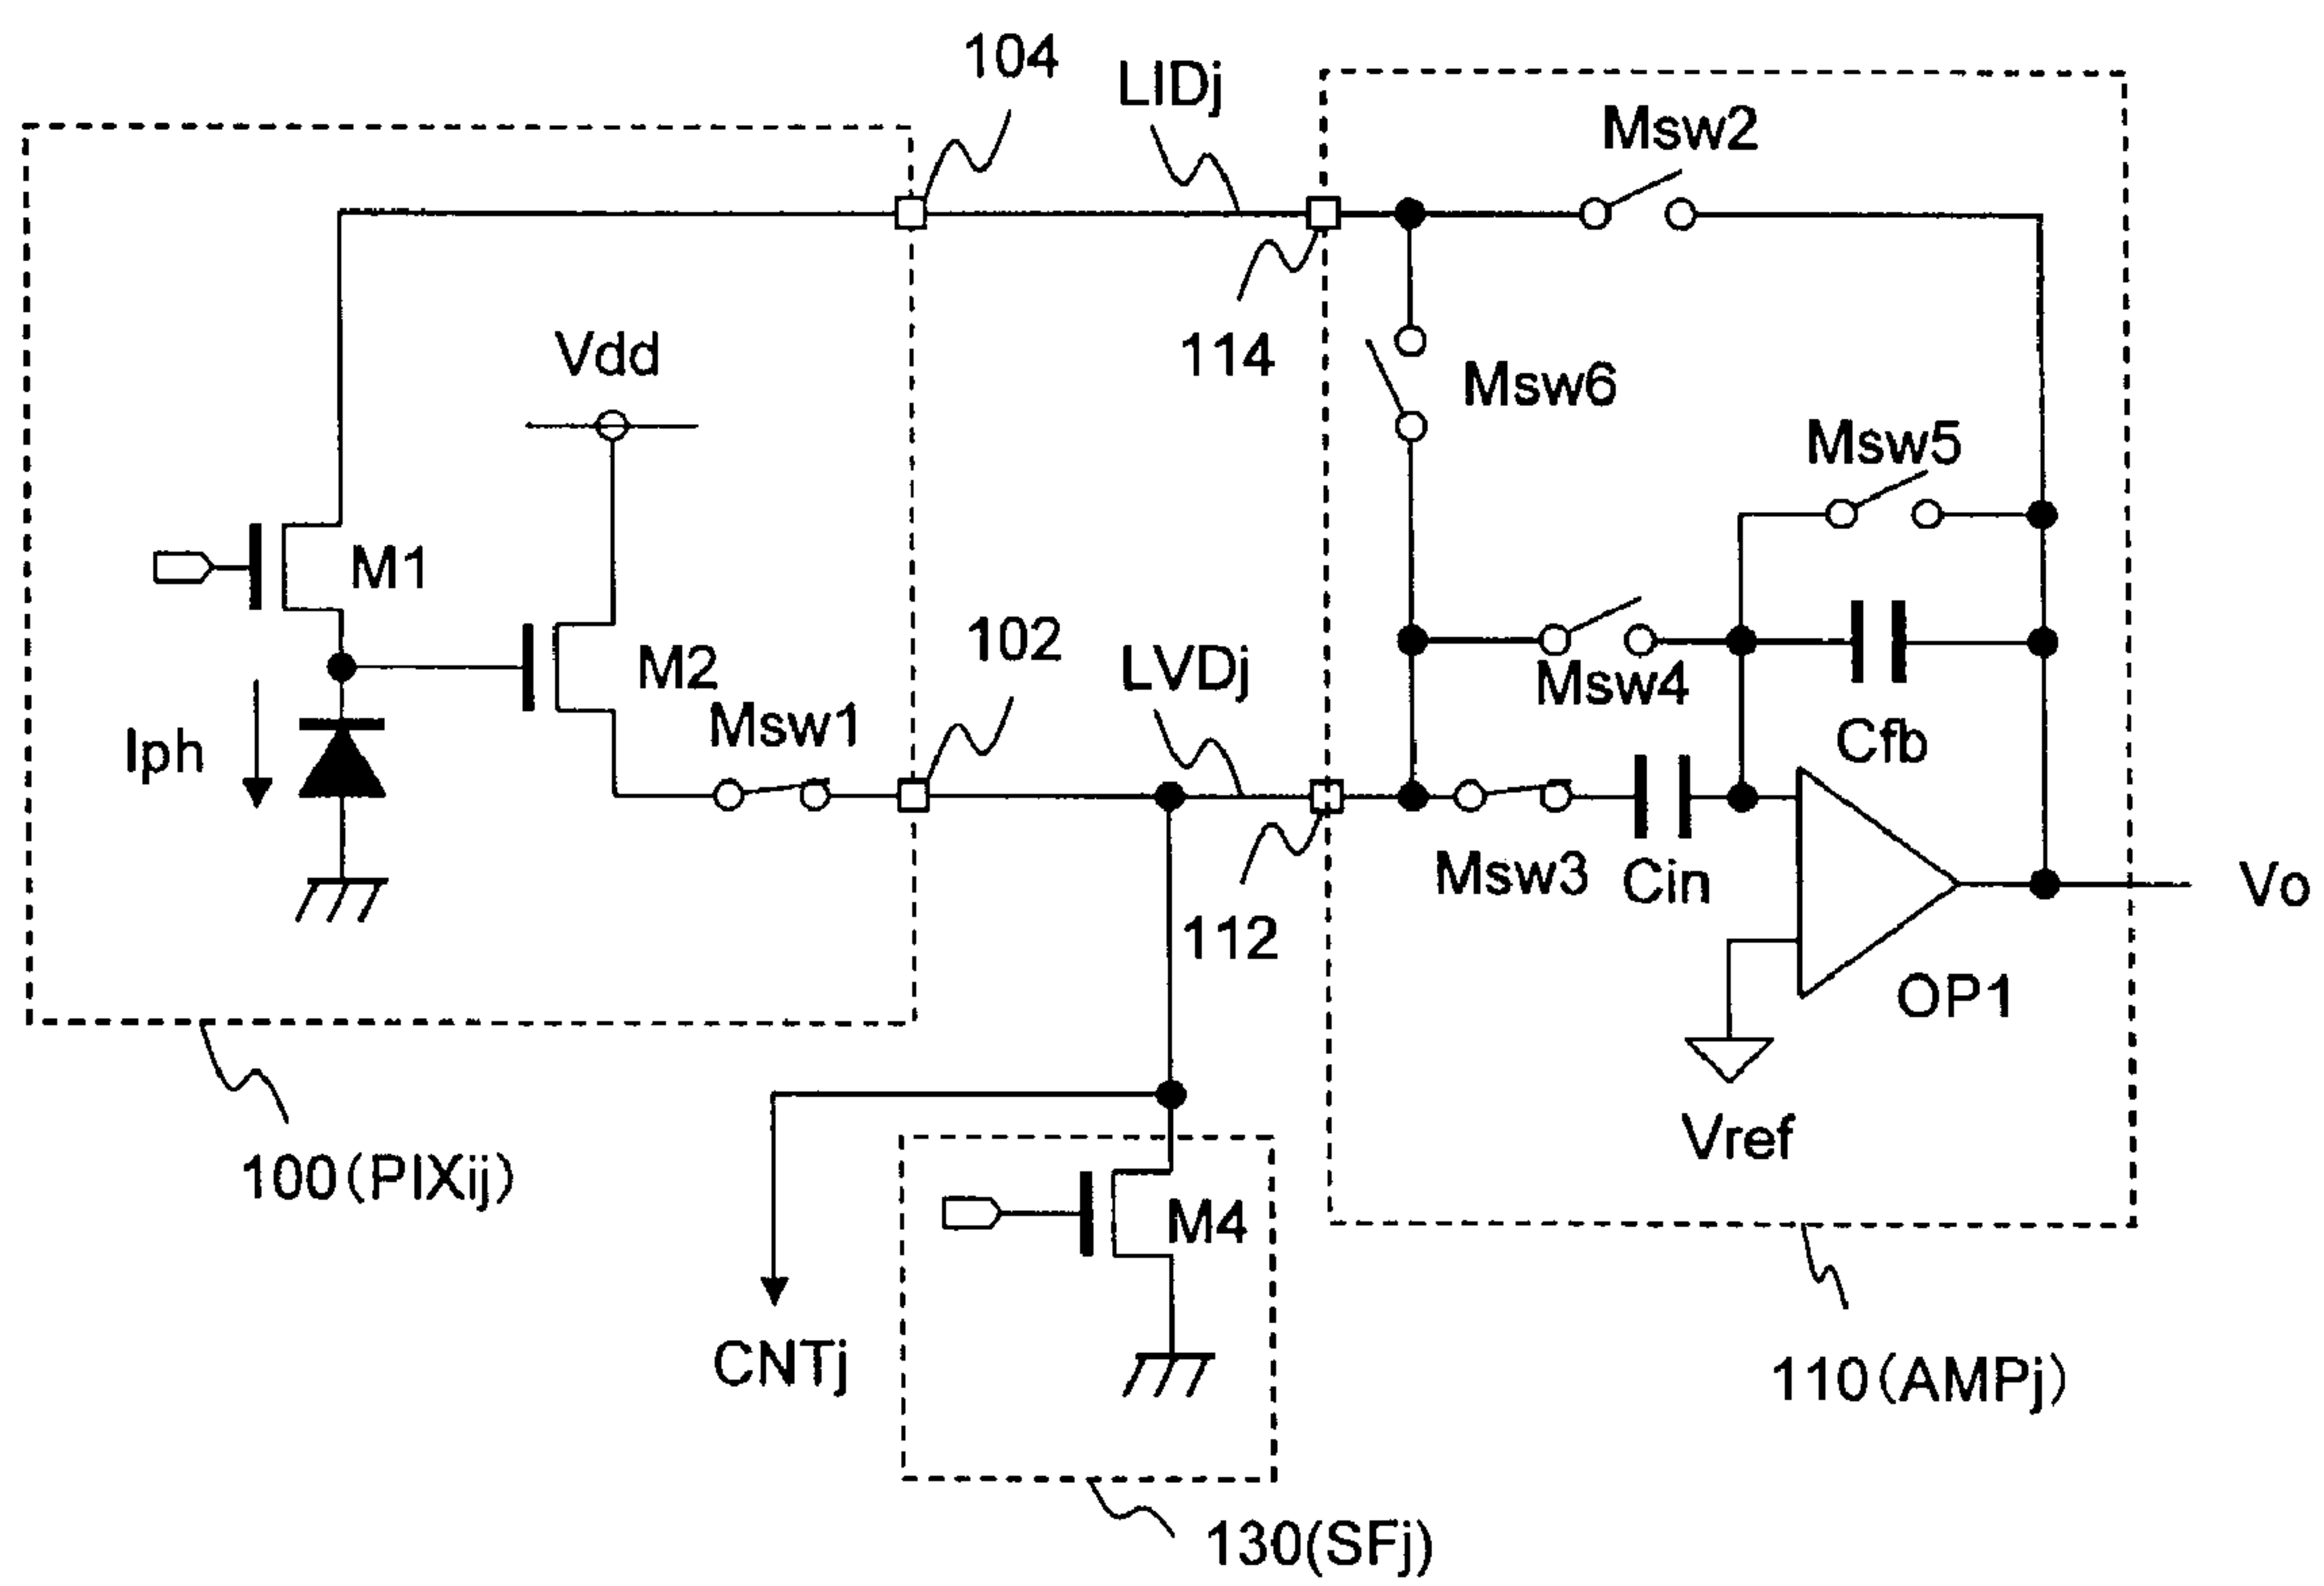 104
LIDj
Msw2
Vdd
114
Msw6
Msw5
M1
102
M2
LVDj
Msw4
Msw1
Iph
Cfb
Msw3
Cin
Vo
112
OP1
Vref
100(PIXij)
M4
CNTj
110(AMPj)
130(SFj)